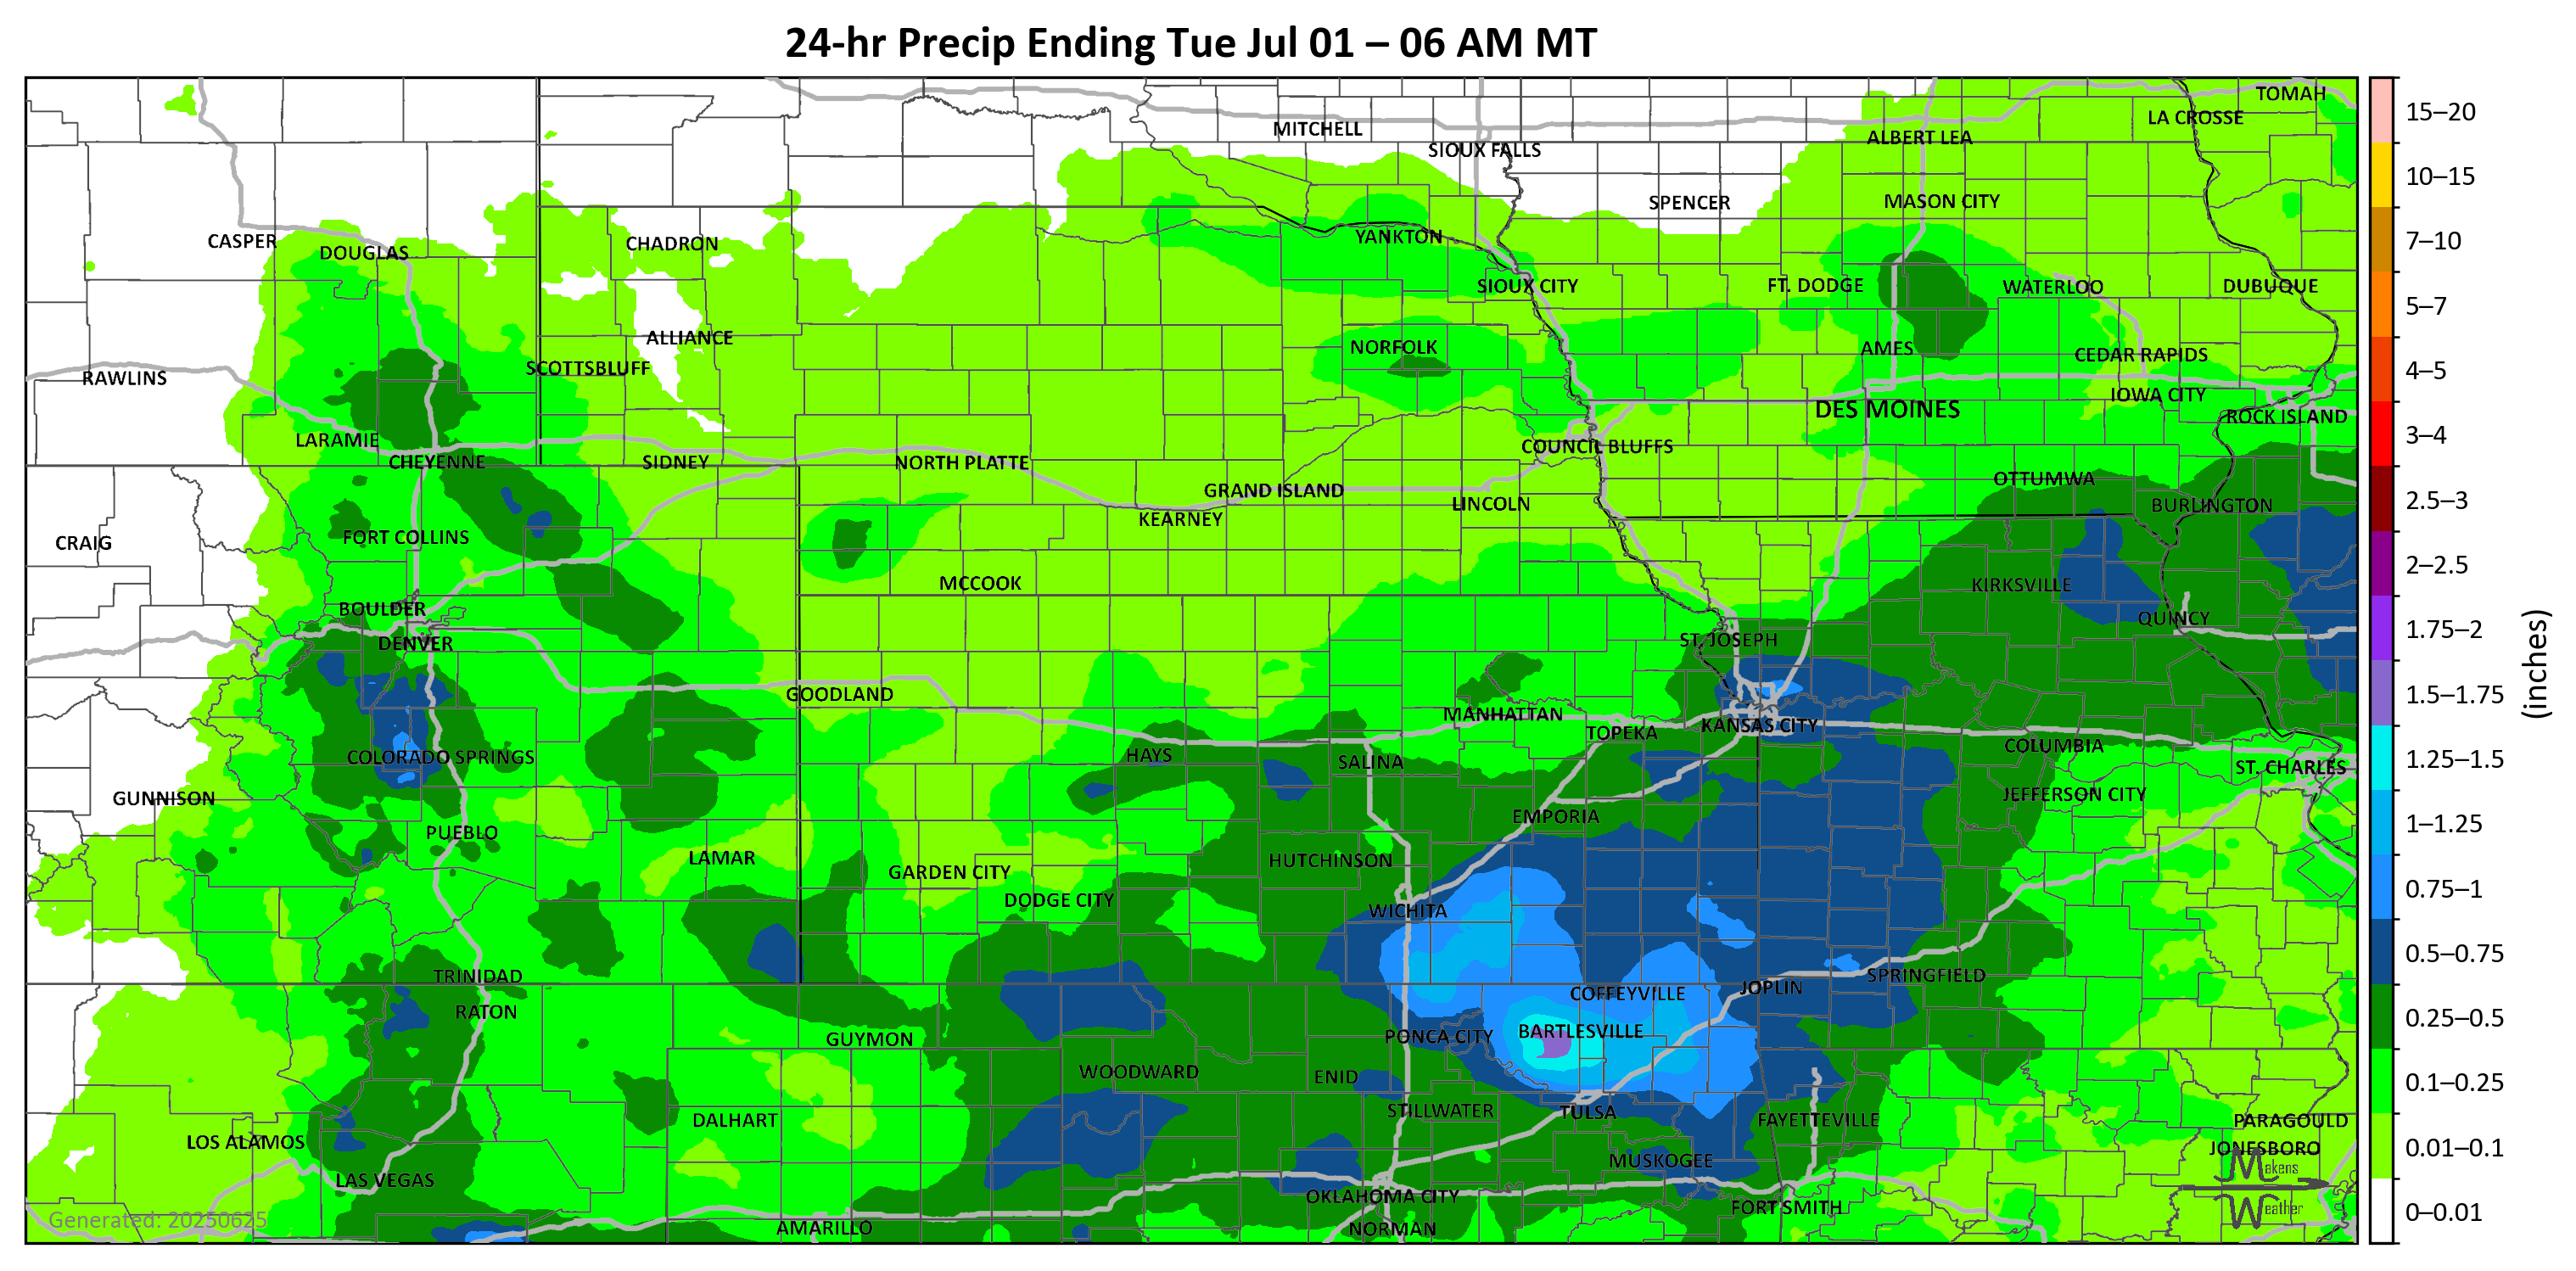 24-hr Precip Ending Tue Jul 01 – 06 AM MT
TOMAH
LA CROSSE
MITCHELL
ALBERT LEA
SIOUX FALLS
SPENCER
MASON CITY
CASPER
DOUGLAS
CHADRON
YANKTON
SIOUX CITY
FT. DODGE
WATERLOO
DUBUQUE
ALLIANCE
NORFOLK
AMES
CEDAR RAPIDS
RAWLINS
SCOTTSBLUFF
IOWA CITY
DES MOINES
ROCK ISLAND
LARAMIE
COUNCIL BLUFFS
CHEYENNE
SIDNEY
NORTH PLATTE
OTTUMWA
GRAND ISLAND
LINCOLN
BURLINGTON
KEARNEY
CRAIG
FORT COLLINS
MCCOOK
KIRKSVILLE
BOULDER
QUINCY
DENVER
ST. JOSEPH
GOODLAND
MANHATTAN
TOPEKA
KANSAS CITY
COLUMBIA
COLORADO SPRINGS
HAYS
SALINA
ST. CHARLES
GUNNISON
JEFFERSON CITY
EMPORIA
PUEBLO
LAMAR
HUTCHINSON
GARDEN CITY
DODGE CITY
WICHITA
TRINIDAD
SPRINGFIELD
COFFEYVILLE
JOPLIN
RATON
GUYMON
PONCA CITY
BARTLESVILLE
WOODWARD
ENID
STILLWATER
TULSA
DALHART
FAYETTEVILLE
PARAGOULD
LOS ALAMOS
JONESBORO
MUSKOGEE
LAS VEGAS
OKLAHOMA CITY
FORT SMITH
AMARILLO
NORMAN
Generated: 20250625
Makens
Weather
15–20
10–15
7–10
5–7
4–5
3–4
2.5–3
2–2.5
1.75–2
1.5–1.75
1.25–1.5
1–1.25
0.75–1
0.5–0.75
0.25–0.5
0.1–0.25
0.01–0.1
0–0.01
(inches)